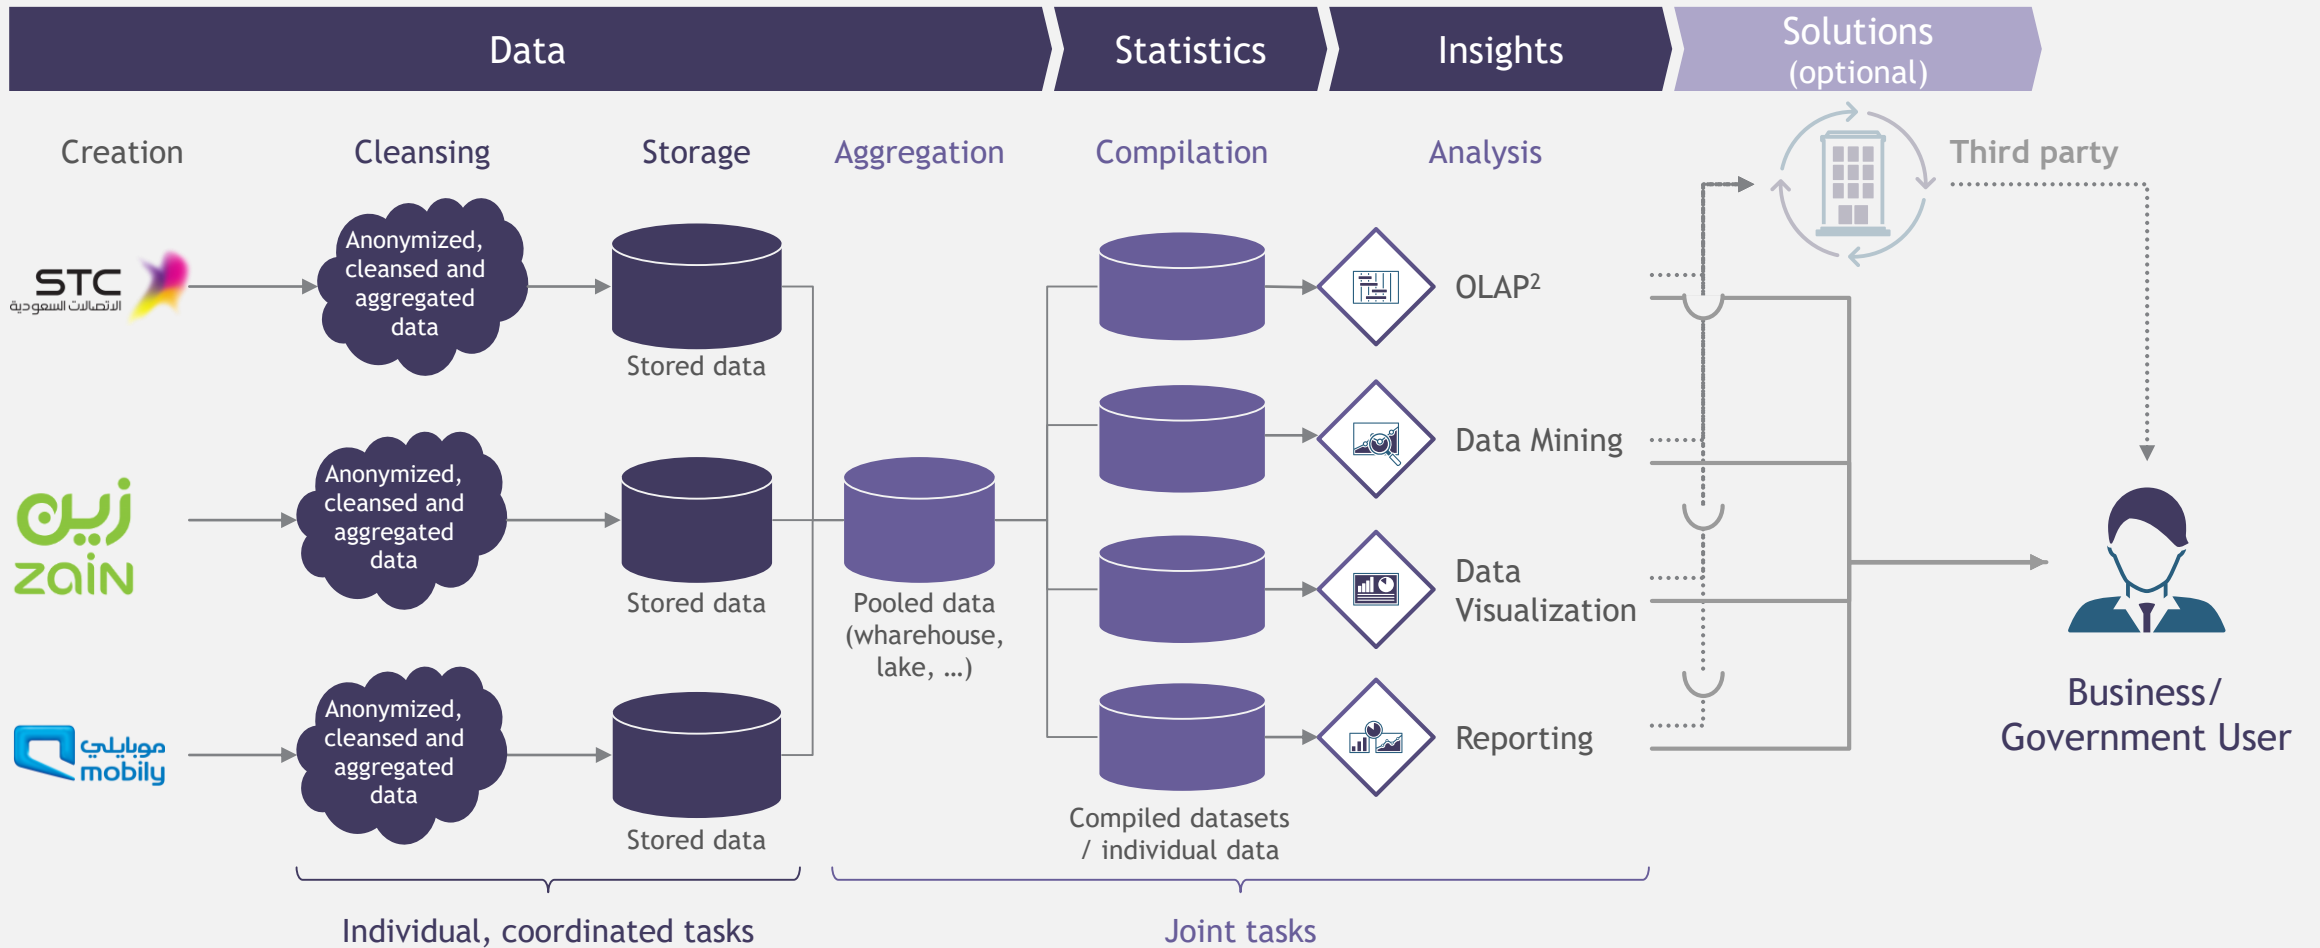 Data
Statistics
Insights
Solutions
(optional)
Creation
Cleansing
Storage
Aggregation
Compilation
Analysis
Third party
STC
الاتصالات السعودية
Anonymized,
cleansed and
aggregated
data
Stored data
OLAP²
زين
zain
Anonymized,
cleansed and
aggregated
data
Stored data
Pooled data
(wharehouse,
lake, …)
Data Mining
Data
Visualization
موبايلي
mobily
Anonymized,
cleansed and
aggregated
data
Stored data
Compiled datasets
/ individual data
Reporting
Business/
Government User
Individual, coordinated tasks
Joint tasks